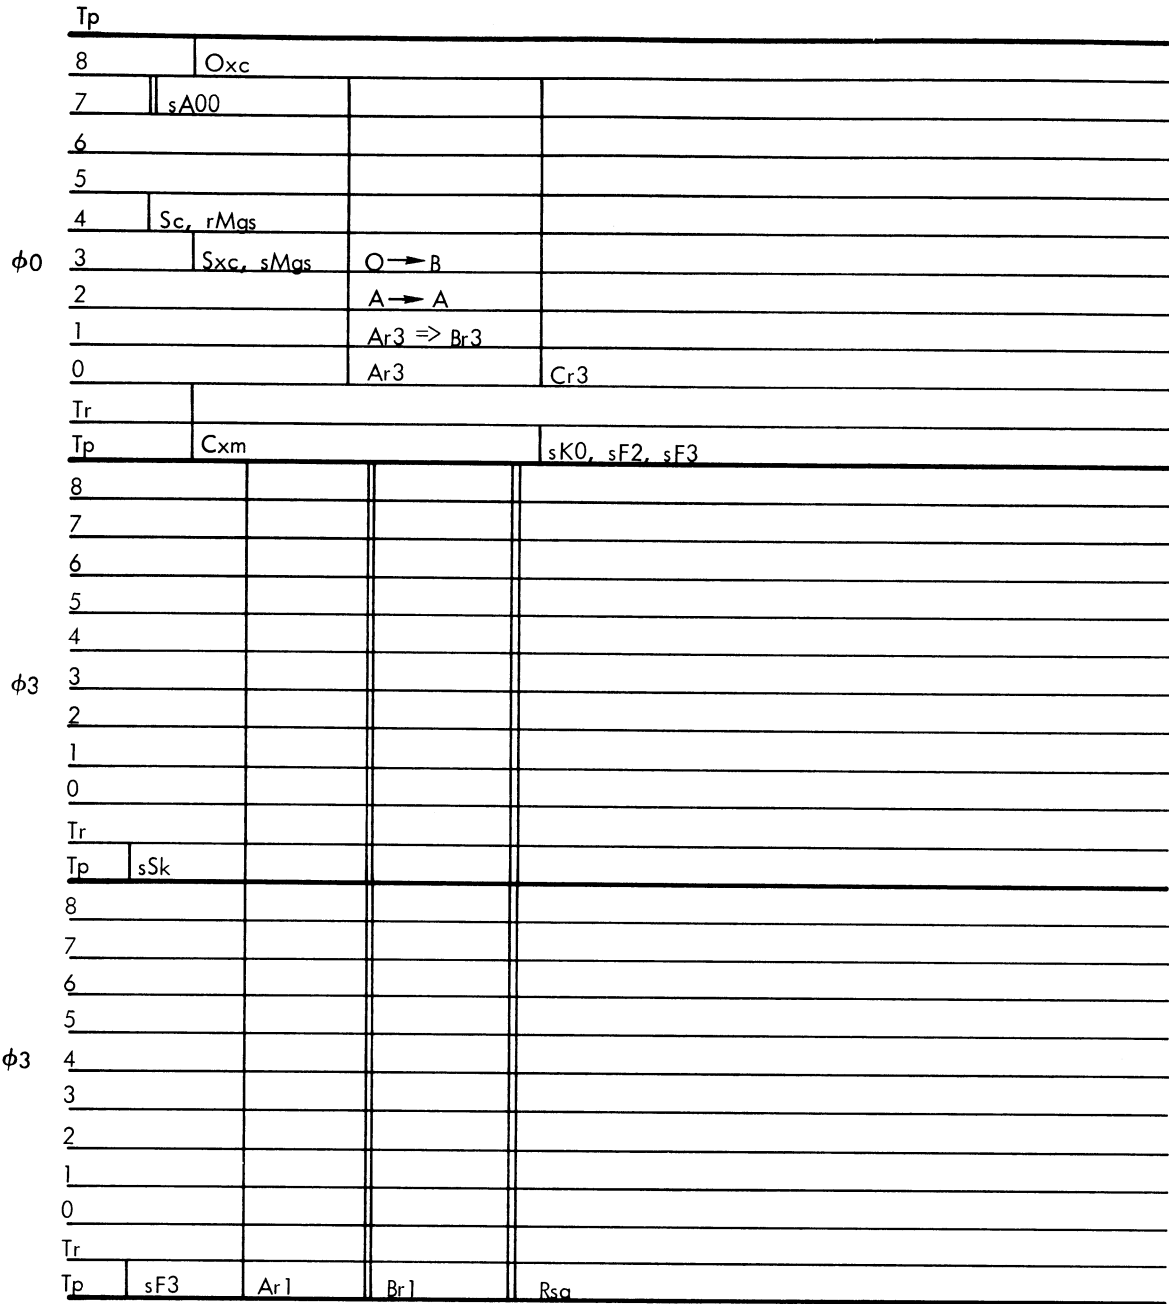 Tp
8 Oxc
7 sA00
6
5
4 Sc, rMgs
φ0 3 Sxc, sMgs O → B
2 A → A
1 Ar3 => Br3
0 Ar3 Cr3
Tr
Tp Cxm sK0, sF2, sF3
8
7
6
5
4
φ3 3
2
1
0
Tr
Tp sSk
8
7
6
5
φ3 4
3
2
1
0
Tr
Tp sF3 Ar1 Br1 Rsa